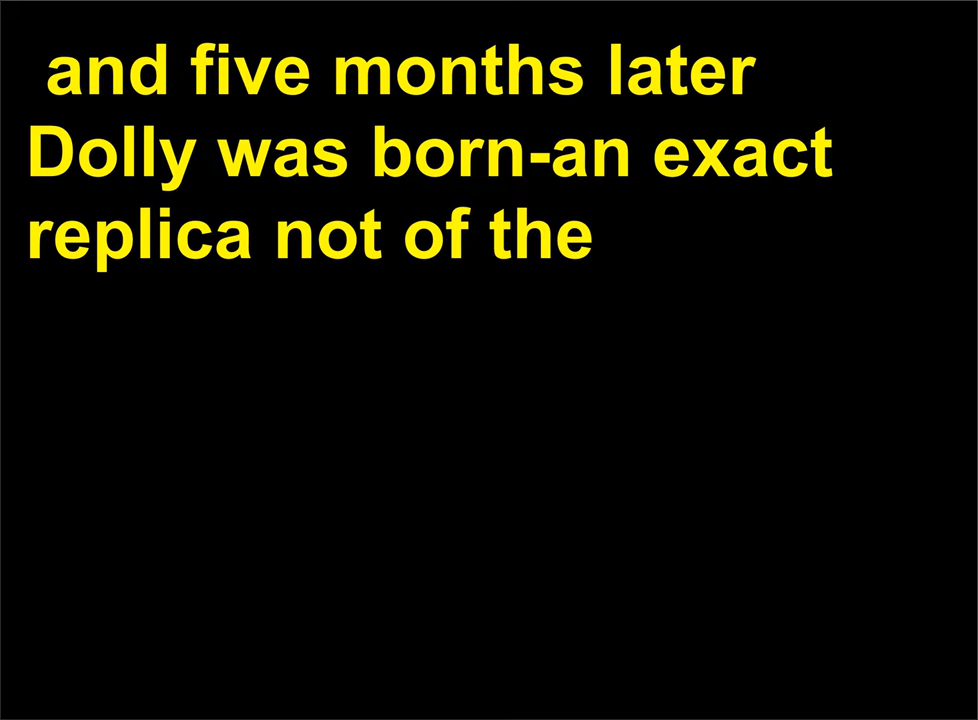 and five months later
Dolly was born-an exact
replica not of the